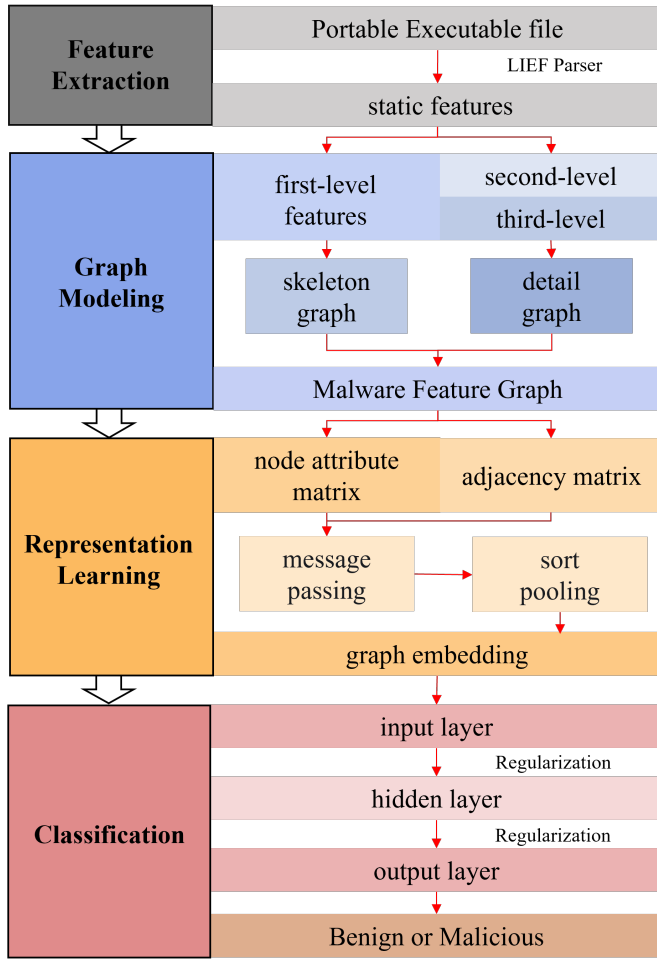 Feature
Extraction
Portable Executable file
LIEF Parser
static features
Graph
Modeling
first-level
features
second-level
third-level
skeleton
graph
detail
graph
Malware Feature Graph
Representation
Learning
node attribute
matrix
adjacency matrix
message
passing
sort
pooling
graph embedding
Classification
input layer
Regularization
hidden layer
Regularization
output layer
Benign or Malicious